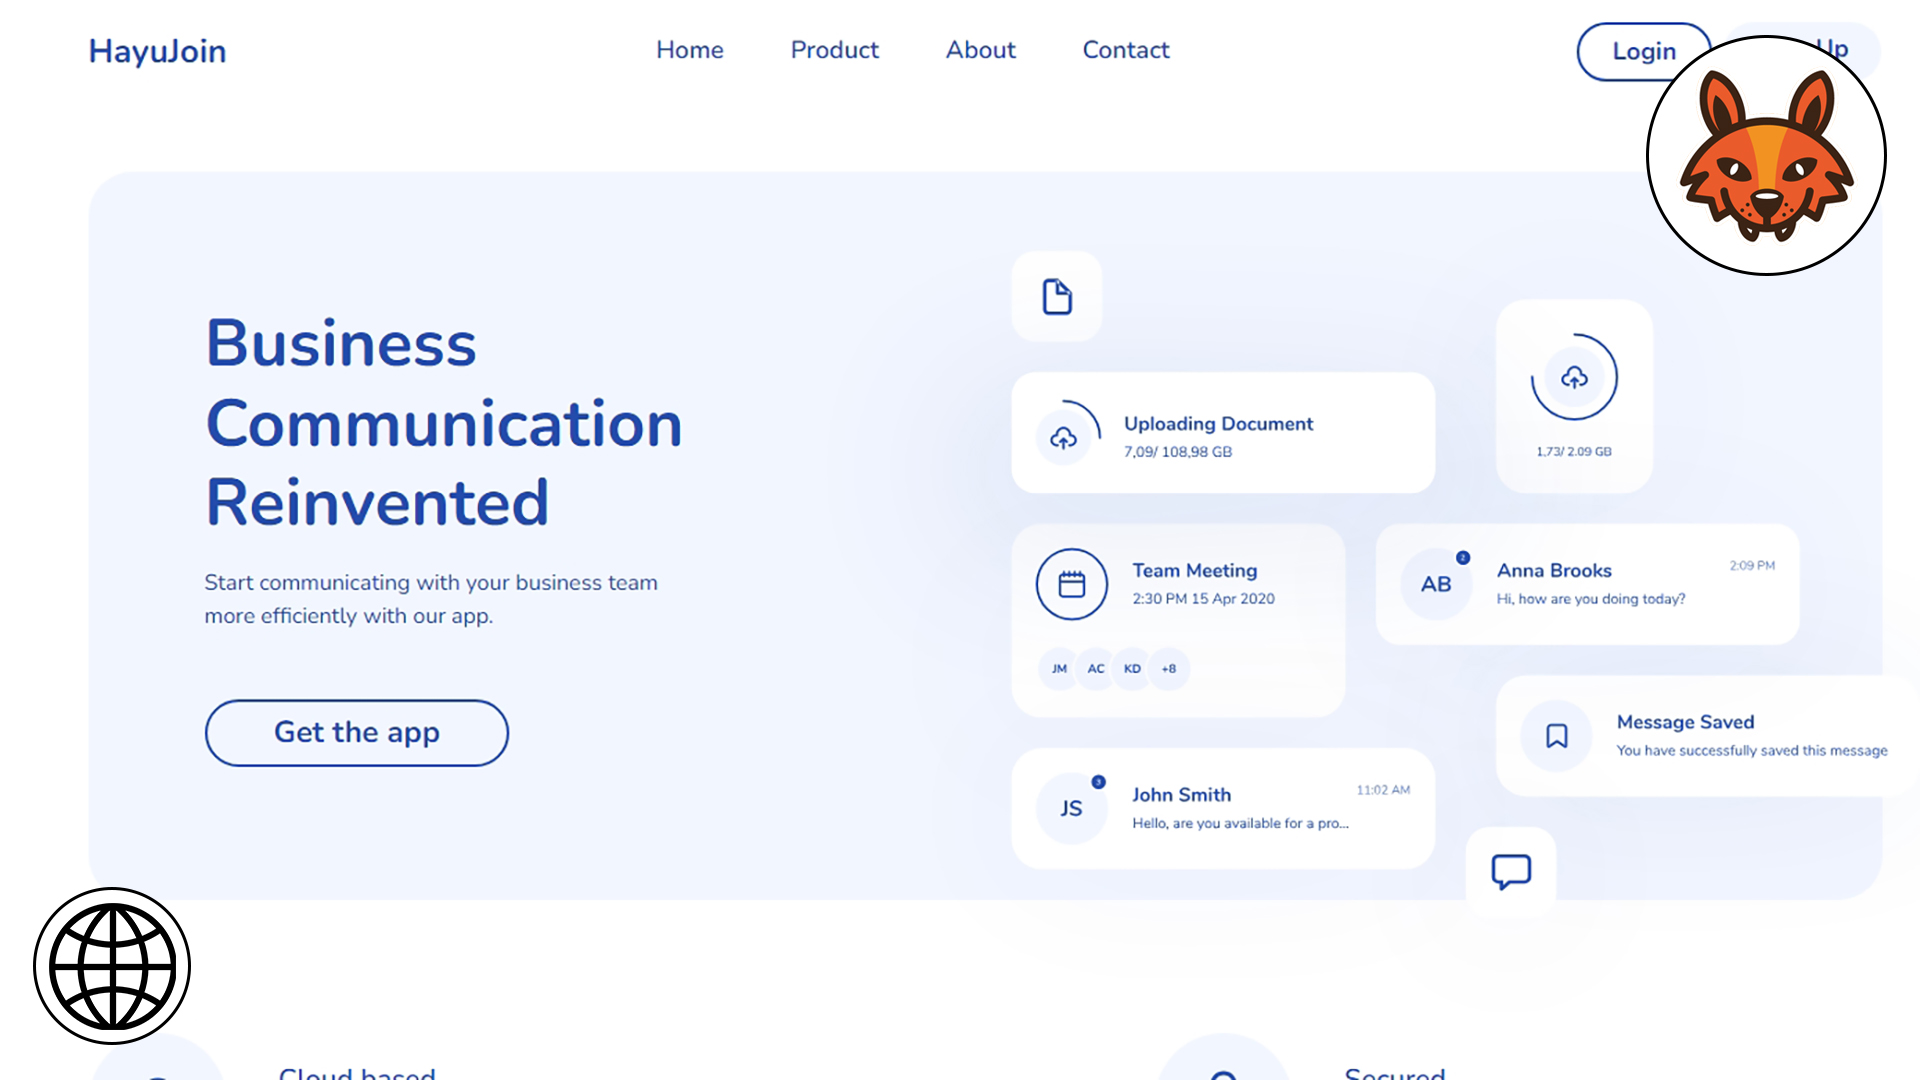 HayuJoin
Home
Product
About
Contact
Login
Up
Business
Communication
Reinvented
Start communicating with your business team
more efficiently with our app.
Get the app
Uploading Document
7,09/ 108,98 GB
1,73/ 2.09 GB
Team Meeting
2:30 PM 15 Apr 2020
JM
AC
KD
+8
AB
2
Anna Brooks
2:09 PM
Hi, how are you doing today?
Message Saved
You have successfully saved this message
JS
John Smith
11:02 AM
Hello, are you available for a pro...
Cloud based
Secured